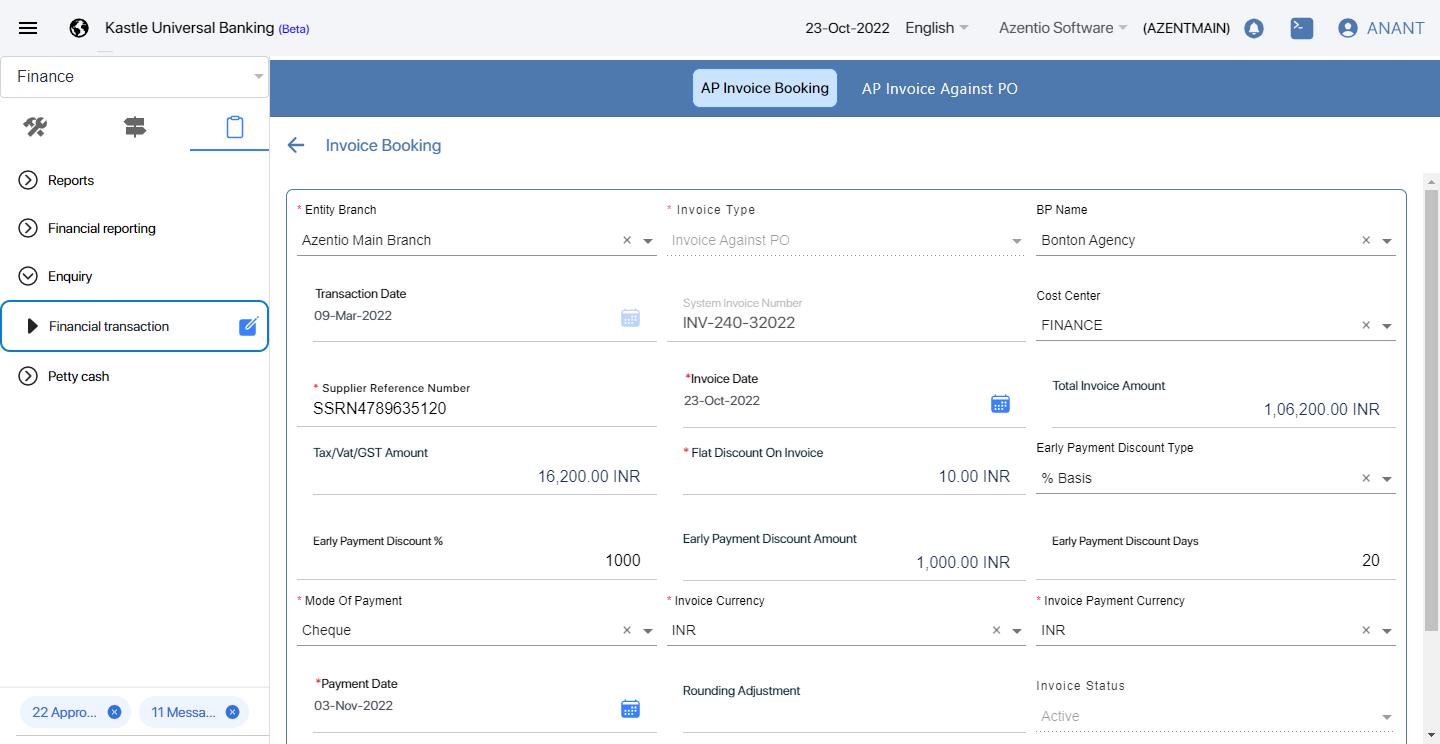 Kastle Universal Banking (Beta)
23-Oct-2022
English
Azentio Software
(AZENTMAIN)
ANANT
Finance
Reports
Financial reporting
Enquiry
Financial transaction
Petty cash
22 Appro...
11 Messa...
AP Invoice Booking
AP Invoice Against PO
Invoice Booking
* Entity Branch
Azentio Main Branch
* Invoice Type
Invoice Against PO
BP Name
Bonton Agency
Transaction Date
09-Mar-2022
System Invoice Number
INV-240-32022
Cost Center
FINANCE
* Supplier Reference Number
SSRN4789635120
*Invoice Date
23-Oct-2022
Total Invoice Amount
1,06,200.00 INR
Tax/Vat/GST Amount
16,200.00 INR
* Flat Discount On Invoice
10.00 INR
Early Payment Discount Type
% Basis
Early Payment Discount %
1000
Early Payment Discount Amount
1,000.00 INR
Early Payment Discount Days
20
* Mode Of Payment
Cheque
* Invoice Currency
INR
* Invoice Payment Currency
INR
*Payment Date
03-Nov-2022
Rounding Adjustment
Invoice Status
Active